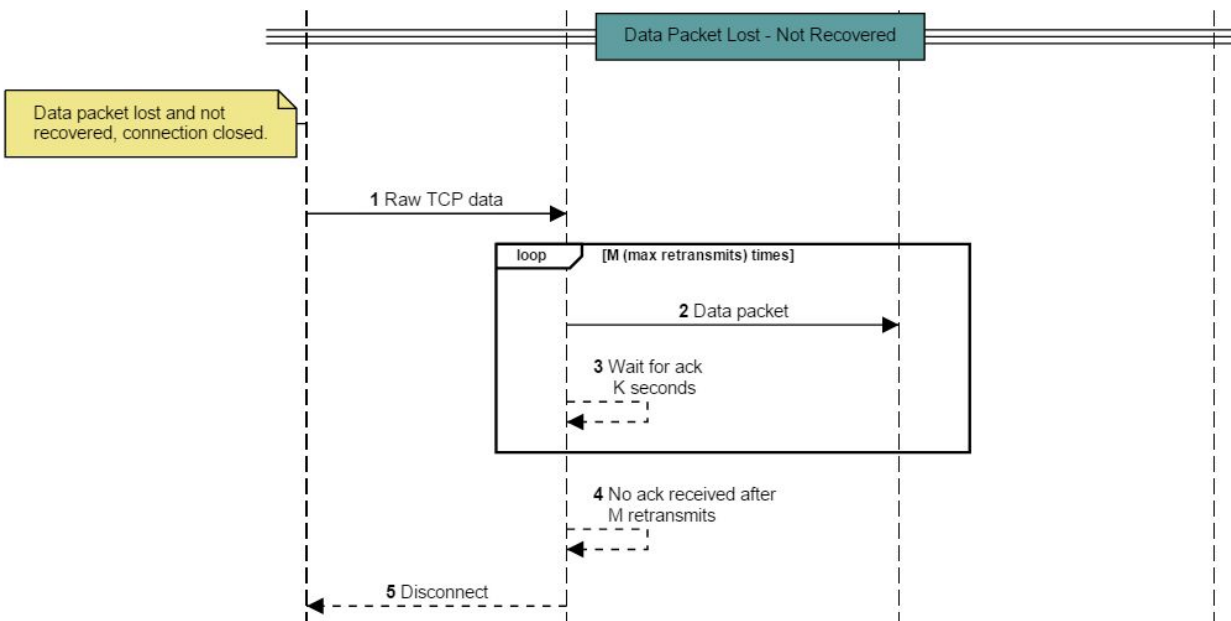 Data Packet Lost - Not Recovered
Data packet lost and not
recovered, connection closed.
1 Raw TCP data
loop [M (max retransmits) times]
2 Data packet
3 Wait for ack
K seconds
4 No ack received after
M retransmits
5 Disconnect